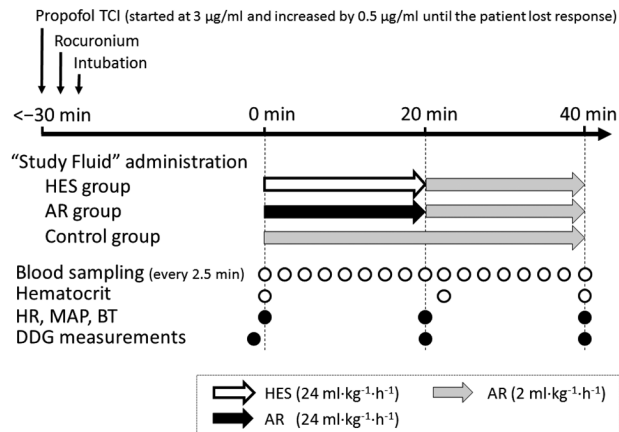 Propofol TCI (started at 3 μg/ml and increased by 0.5 μg/ml until the patient lost response)
Rocuronium
Intubation
<−30 min 0 min 20 min 40 min
“Study Fluid” administration
HES group
AR group
Control group
Blood sampling (every 2.5 min)
Hematocrit
HR, MAP, BT
DDG measurements
HES (24 ml·kg⁻¹·h⁻¹) AR (2 ml·kg⁻¹·h⁻¹)
AR (24 ml·kg⁻¹·h⁻¹)